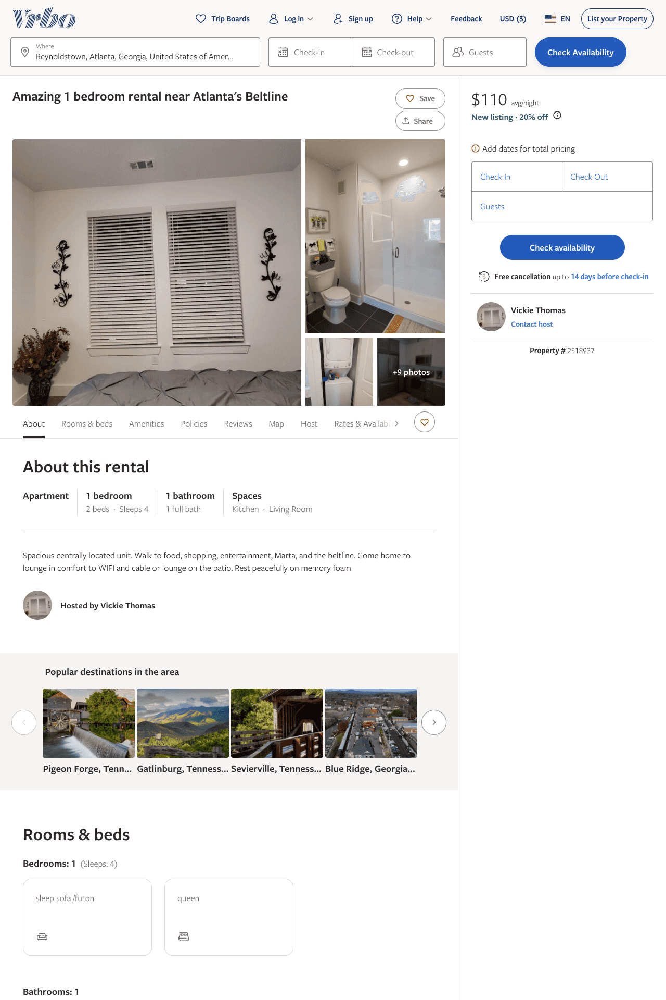 Vrbo
Trip Boards
Log in
Sign up
Help
Feedback
USD ($)
EN
List your Property
Where
Reynoldstown, Atlanta, Georgia, United States of Amer...
Check-in
Check-out
Guests
Check Availability
Amazing 1 bedroom rental near Atlanta's Beltline
Save
Share
+9 photos
$110 avg/night
New listing · 20% off
Add dates for total pricing
Check In
Check Out
Guests
Check availability
Free cancellation up to 14 days before check-in
Vickie Thomas
Contact host
Property # 2518937
About
Rooms & beds
Amenities
Policies
Reviews
Map
Host
Rates & Availabili
About this rental
Apartment
1 bedroom
2 beds · Sleeps 4
1 bathroom
1 full bath
Spaces
Kitchen · Living Room
Spacious centrally located unit. Walk to food, shopping, entertainment, Marta, and the beltline. Come home to
lounge in comfort to WIFI and cable or lounge on the patio. Rest peacefully on memory foam
Hosted by Vickie Thomas
Popular destinations in the area
Pigeon Forge, Tenn...
Gatlinburg, Tenness...
Sevierville, Tenness...
Blue Ridge, Georgia...
Rooms & beds
Bedrooms: 1 (Sleeps: 4)
sleep sofa /futon
queen
Bathrooms: 1